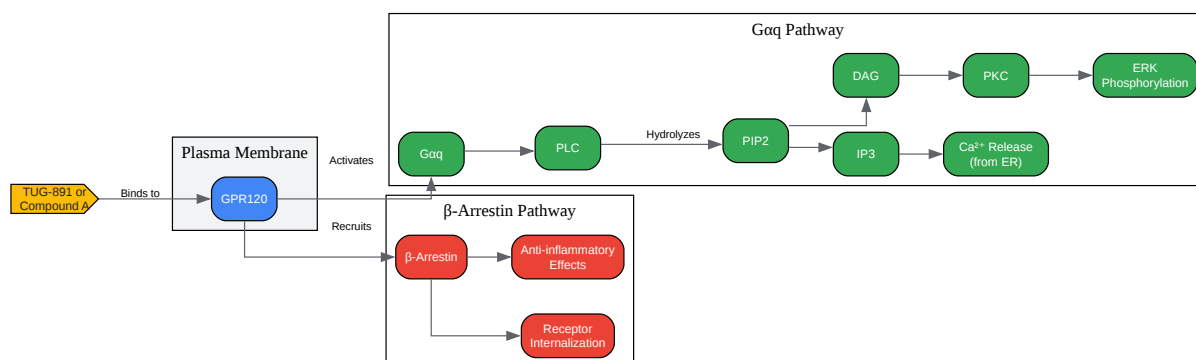 Gαq Pathway
DAG
PKC
ERK
Phosphorylation
Gαq
PLC
Hydrolyzes
PIP2
IP3
Ca²⁺ Release
(from ER)
Plasma Membrane
Activates
TUG-891 or
Compound A
Binds to
GPR120
Recruits
β-Arrestin Pathway
β-Arrestin
Anti-inflammatory
Effects
Receptor
Internalization